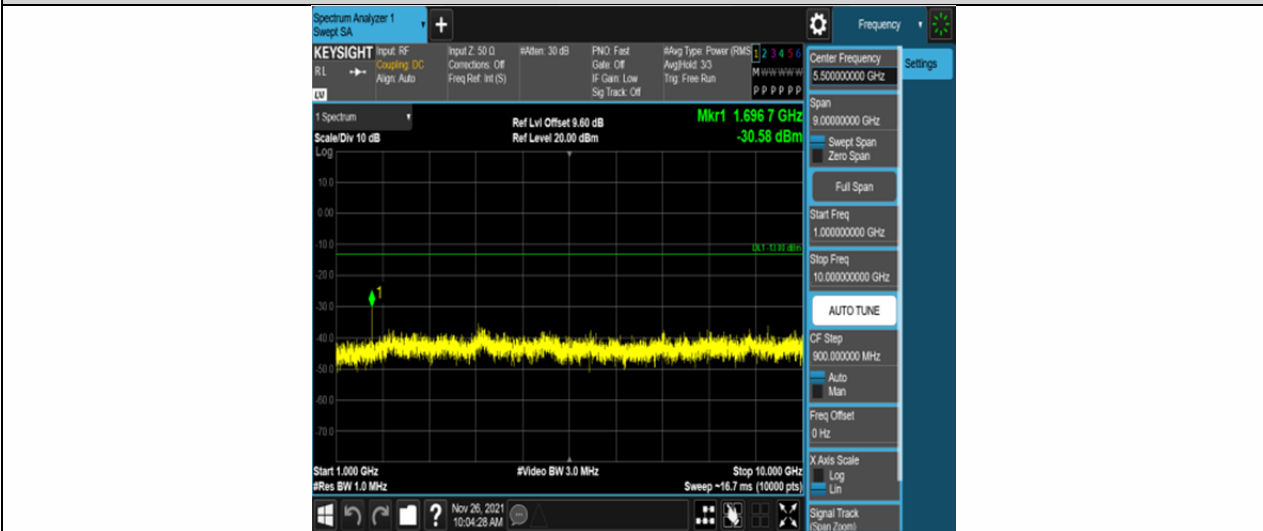 Spectrum Analyzer 1
Swept SA
+
Frequency
KEYSIGHT
RL
LV
Input: RF
Coupling: DC
Align: Auto
Input Z: 50 Ω
Corrections: Off
Freq Ref: Int (S)
#Atten: 30 dB
PNO: Fast
Gate: Off
IF Gain: Low
Sig Track: Off
#Avg Type: Power (RMS
Avg|Hold: 3/3
Trig: Free Run
1 2 3 4 5 6
M W W W W W
P P P P P P
1 Spectrum
Scale/Div 10 dB
Log
Ref Lvl Offset 9.60 dB
Ref Level 20.00 dBm
Mkr1 1.696 7 GHz
-30.58 dBm
10.0
0.00
-10.0
DL1 -13.00 dBm
-20.0
1
-30.0
-40.0
-50.0
-60.0
-70.0
Start 1.000 GHz
#Res BW 1.0 MHz
#Video BW 3.0 MHz
Stop 10.000 GHz
Sweep ~16.7 ms (10000 pts)
Nov 26, 2021
10:04:28 AM
?
Center Frequency
5.500000000 GHz
Settings
Span
9.00000000 GHz
Swept Span
Zero Span
Full Span
Start Freq
1.000000000 GHz
Stop Freq
10.000000000 GHz
AUTO TUNE
CF Step
900.000000 MHz
Auto
Man
Freq Offset
0 Hz
X Axis Scale
Log
Lin
Signal Track
(Span Zoom)